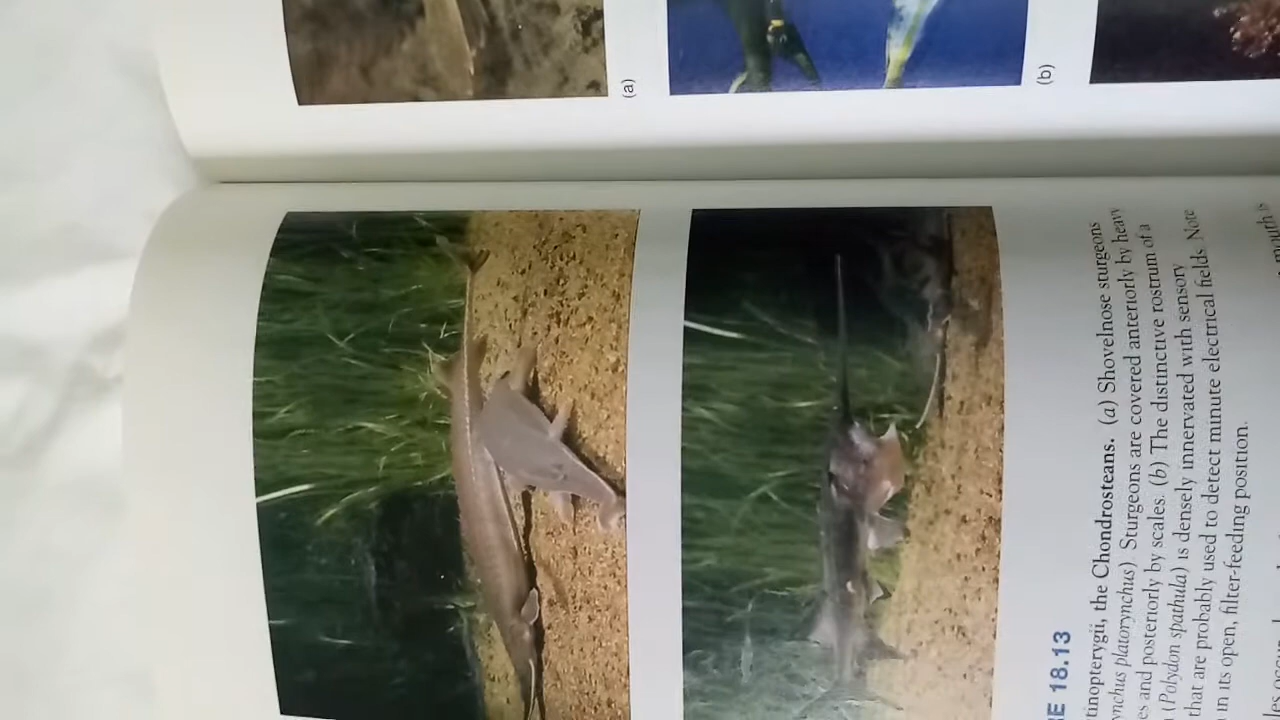 (a)
(b)
E 18.13
tinopterygii, the Chondrosteans. (a) Shovelnose sturgeons
nchus platorynchus). Sturgeons are covered anteriorly by heavy
es and posteriorly by scales. (b) The distinctive rostrum of a
(Polydon spathula) is densely innervated with sensory
that are probably used to detect minute electrical fields. Note
in its open, filter-feeding position.
mouth